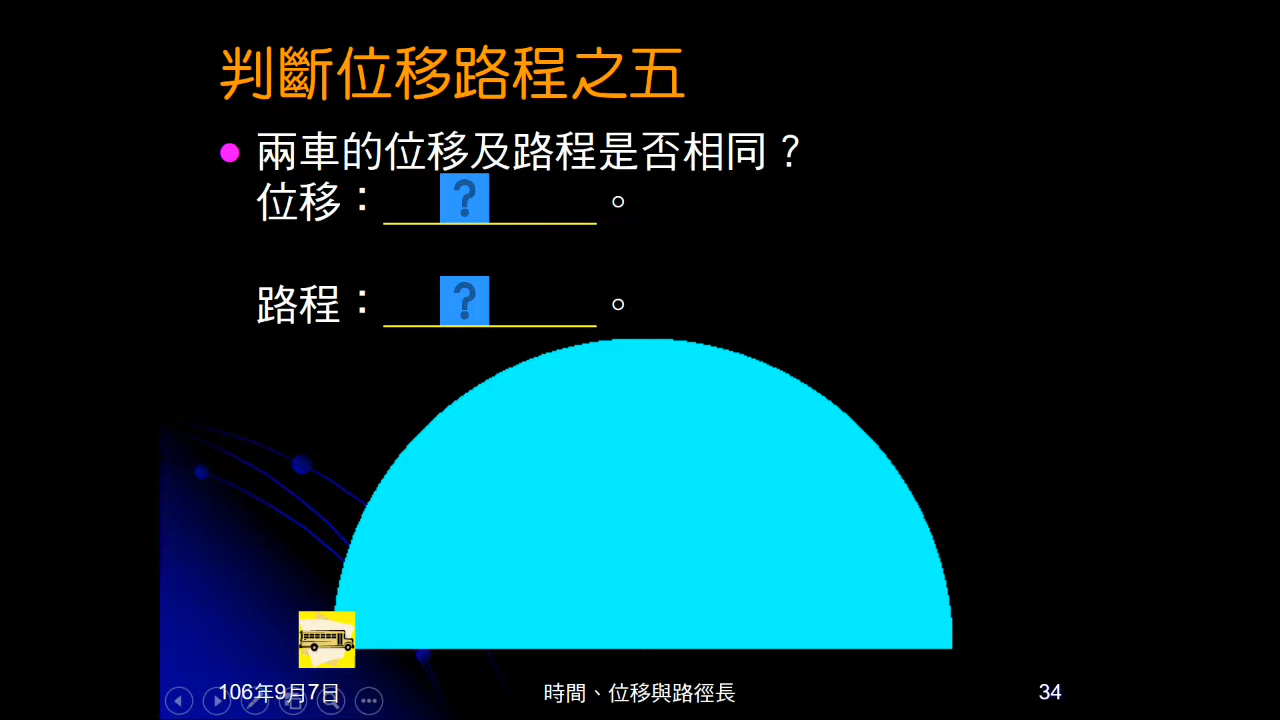 判斷位移路程之五
兩車的位移及路程是否相同？
位移：？。
路程：？。
106年9月7日
時間、位移與路徑長
34